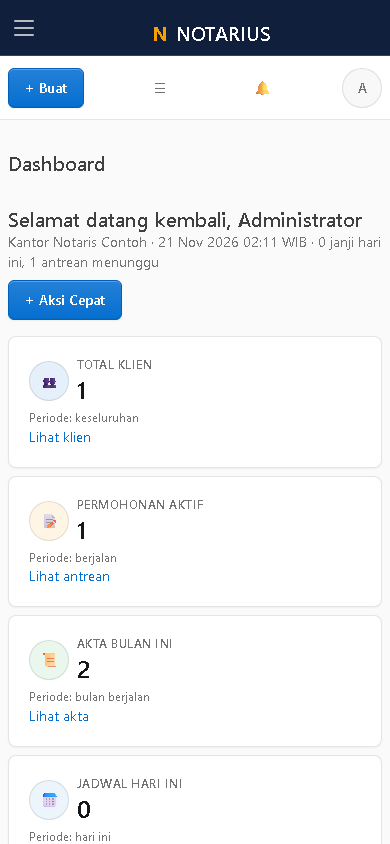 N NOTARIUS
+ Buat
A
Dashboard
Selamat datang kembali, Administrator
Kantor Notaris Contoh · 21 Nov 2026 02:11 WIB · 0 janji hari
ini, 1 antrean menunggu
+ Aksi Cepat
TOTAL KLIEN
1
Periode: keseluruhan
Lihat klien
PERMOHONAN AKTIF
1
Periode: berjalan
Lihat antrean
AKTA BULAN INI
2
Periode: bulan berjalan
Lihat akta
JADWAL HARI INI
0
Periode: hari ini